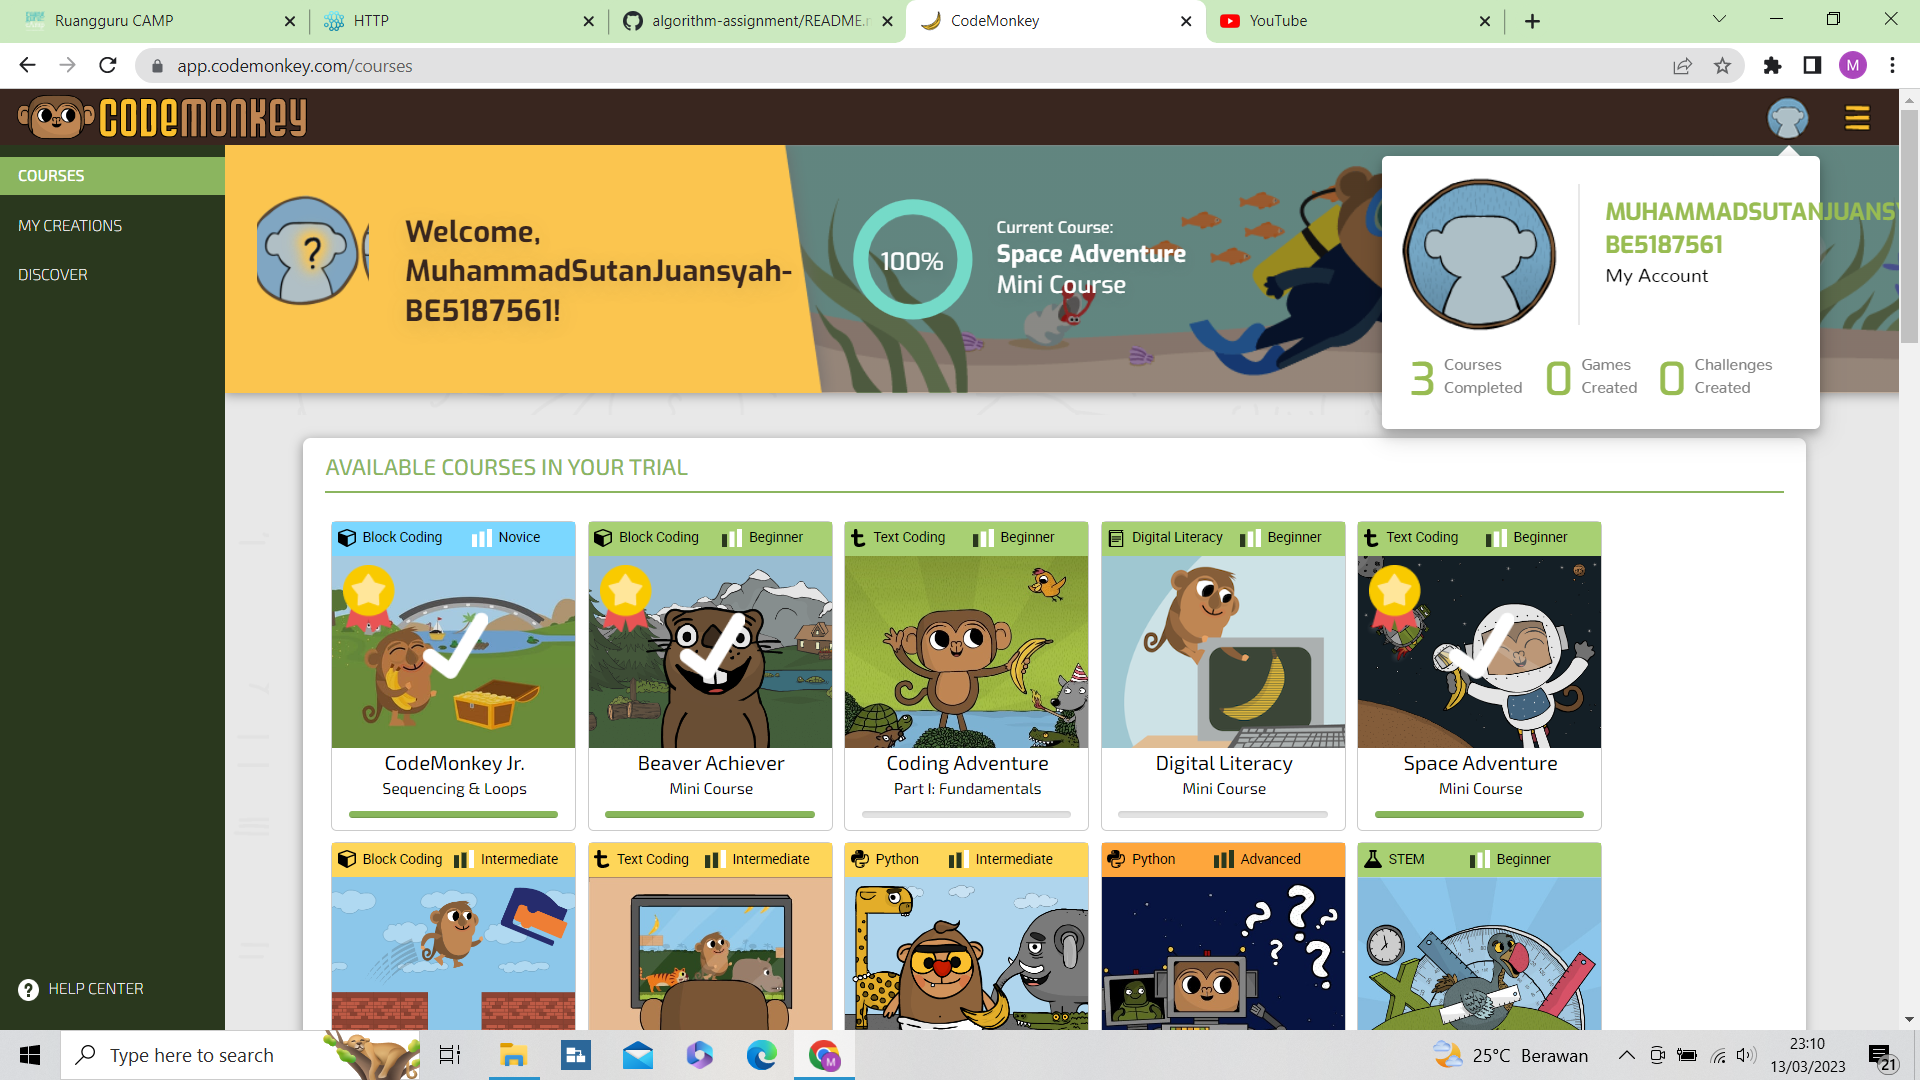 Ruangguru CAMP
HTTP
algorithm-assignment/README.m
CodeMonkey
YouTube
app.codemonkey.com/courses
M
CODEMONKEY
COURSES
MY CREATIONS
DISCOVER
HELP CENTER
?
Welcome,
MuhammadSutanJuansyah-
BE5187561!
100%
Current Course:
Space Adventure
Mini Course
MUHAMMADSUTANJUANSY
BE5187561
My Account
3 Courses Completed
0 Games Created
0 Challenges Created
AVAILABLE COURSES IN YOUR TRIAL
Block Coding Novice
CodeMonkey Jr.
Sequencing & Loops
Block Coding Beginner
Beaver Achiever
Mini Course
Text Coding Beginner
Coding Adventure
Part I: Fundamentals
Digital Literacy Beginner
Digital Literacy
Mini Course
Text Coding Beginner
Space Adventure
Mini Course
Block Coding Intermediate
Text Coding Intermediate
Python Intermediate
Python Advanced
? ? ? ? ?
STEM Beginner
Type here to search
M
25°C Berawan
23:10
13/03/2023
21